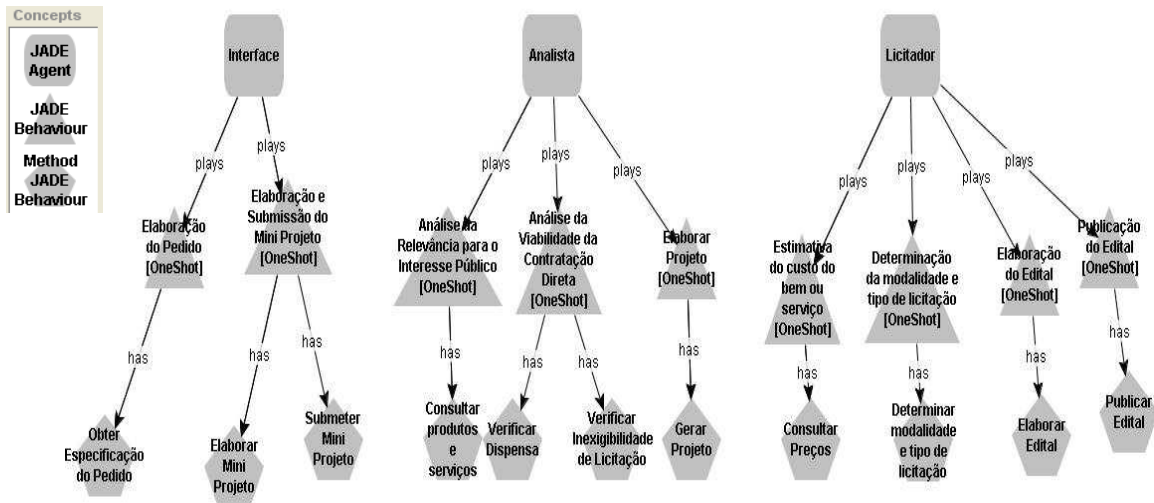 Concepts
JADE
Agent
JADE
Behaviour
Method
JADE
Behaviour
Interface
Analista
Licitador
plays
plays
plays
plays
plays
plays
plays
plays
plays
Elaboração
do Pedido
[OneShot]
Elaboração e
Submissão do
Mini Projeto
[OneShot]
Análise da
Relevância para o
Interesse Público
[OneShot]
Análise da
Viabilidade da
Contratação
Direta
[OneShot]
Elaborar
Projeto
[OneShot]
Estimativa
do custo do
bem ou
serviço
[OneShot]
Determinação
da modalidade e
tipo de licitação
[OneShot]
Elaboração
do Edital
[OneShot]
Publicação
do Edital
[OneShot]
has
has
has
has
has
has
has
has
has
has
has
Obter
Especificação
do Pedido
Elaborar
Mini
Projeto
Submeter
Mini
Projeto
Consultar
produtos
e
serviços
Verificar
Dispensa
Verificar
Inexigibilidade
de Licitação
Gerar
Projeto
Consultar
Preços
Determinar
modalidade
e tipo de
licitação
Elaborar
Edital
Publicar
Edital